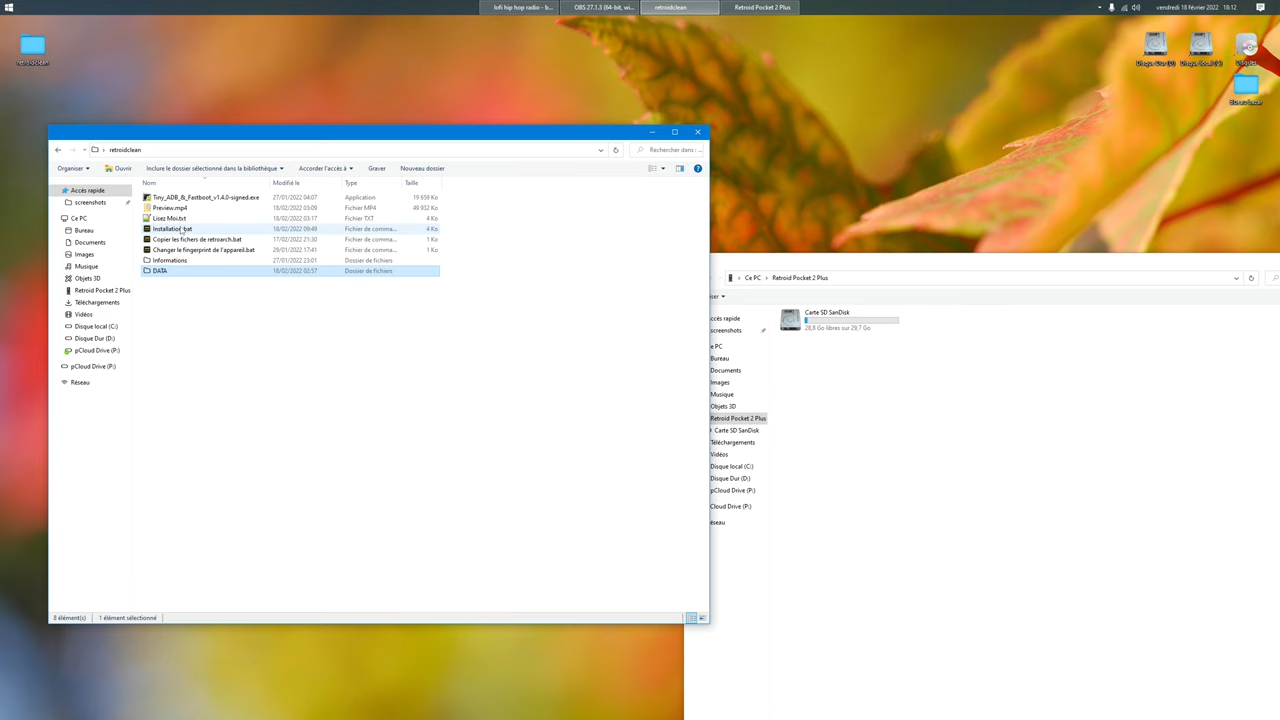 lofi hip hop radio - b...
OBS 27.1.3 (64-bit, wi...
retroidclean
Retroid Pocket 2 Plus
vendredi 18 février 2022
18:12
retroidclean
Disque Dur (D)
Bureau bazar
retroidclean
Rechercher dans : ...
Organiser
Ouvrir
Inclure le dossier sélectionné dans la bibliothèque
Accorder l'accès à
Graver
Nouveau dossier
Nom
Modifié le
Type
Taille
Accès rapide
screenshots
Ce PC
Bureau
Documents
Images
Musique
Objets 3D
Retroid Pocket 2 Plus
Téléchargements
Vidéos
Disque local (C:)
Disque Dur (D:)
pCloud Drive (P:)
pCloud Drive (P:)
Réseau
Tiny_ADB_&_Fastboot_v1.4.0-signed.exe 27/01/2022 04:07 Application 19 659 Ko
Preview.mp4 18/02/2022 03:09 Fichier MP4 49 932 Ko
Lisez Moi.txt 18/02/2022 03:17 Fichier TXT 4 Ko
Installation.bat 18/02/2022 09:49 Fichier de comma... 4 Ko
Copier les fichers de retroarch.bat 17/02/2022 21:30 Fichier de comma... 1 Ko
Changer le fingerprint de l'appareil.bat 29/01/2022 17:41 Fichier de comma... 1 Ko
Informations 27/01/2022 23:01 Dossier de fichiers
DATA 18/02/2022 02:57 Dossier de fichiers
8 élément(s)
1 élément sélectionné
Ce PC
Retroid Pocket 2 Plus
iser
ccès rapide
screenshots
e PC
Bureau
Documents
Images
Musique
Objets 3D
Retroid Pocket 2 Plus
Carte SD SanDisk
Téléchargements
Vidéos
Disque local (C:)
Disque Dur (D:)
pCloud Drive (P:)
Cloud Drive (P:)
éseau
Carte SD SanDisk
28,8 Go libres sur 29,7 Go